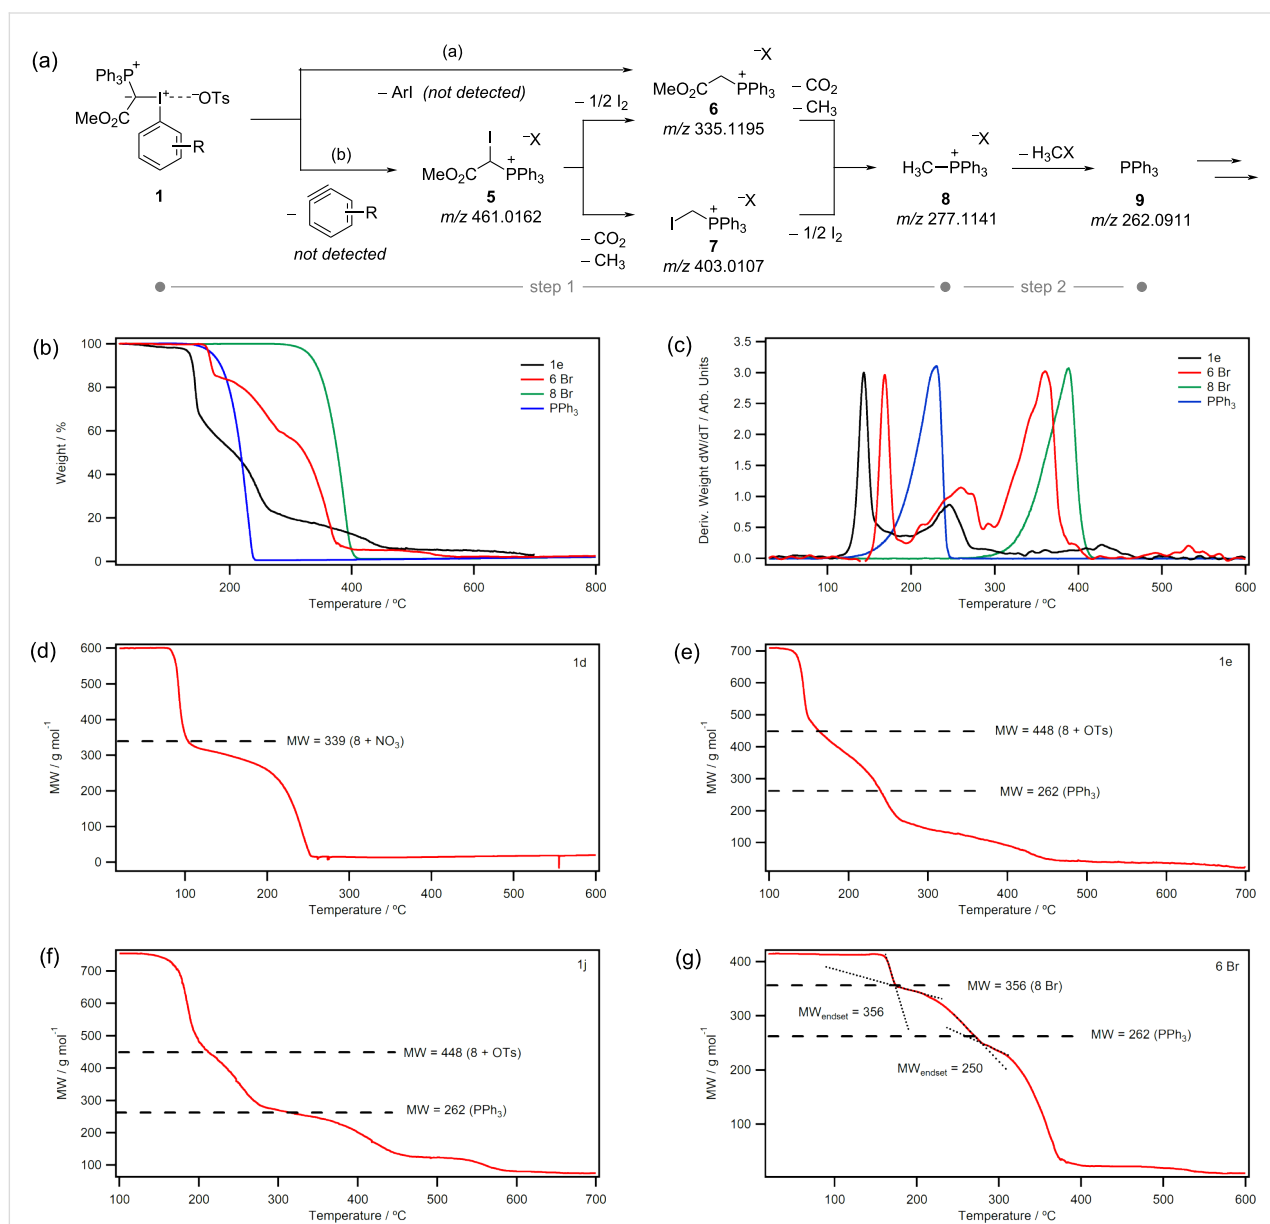 (a)
Ph3P+
I+ ----- −OTs
MeO2C
R
1
(a)
– ArI (not detected)
(b)
–
R
not detected
I
−X
MeO2C
+
PPh3
5
m/z 461.0162
– 1/2 I2
– CO2
– CH3
−X
MeO2C
+
PPh3
6
m/z 335.1195
– CO2
– CH3
−X
I
+
PPh3
7
m/z 403.0107
– 1/2 I2
−X
H3C–PPh3
+
8
m/z 277.1141
– H3CX
PPh3
9
m/z 262.0911
step 1
step 2
(b)
100
80
60
40
20
0
Weight / %
1e
6 Br
8 Br
PPh3
200
400
600
800
Temperature / ºC
(c)
3.5
3.0
2.5
2.0
1.5
1.0
0.5
0.0
Deriv. Weight dW/dT / Arb. Units
1e
6 Br
8 Br
PPh3
100
200
300
400
500
600
Temperature / ºC
(d)
600
500
400
300
200
100
0
MW / g mol-1
1d
MW = 339 (8 + NO3)
100
200
300
400
500
600
Temperature / ºC
(e)
700
600
500
400
300
200
100
MW / g mol-1
1e
MW = 448 (8 + OTs)
MW = 262 (PPh3)
100
200
300
400
500
600
700
Temperature / ºC
(f)
700
600
500
400
300
200
100
MW / g mol-1
1j
MW = 448 (8 + OTs)
MW = 262 (PPh3)
100
200
300
400
500
600
700
Temperature / ºC
(g)
400
300
200
100
MW / g mol-1
6 Br
MW = 356 (8 Br)
MWendset = 356
MW = 262 (PPh3)
MWendset = 250
100
200
300
400
500
600
Temperature / ºC